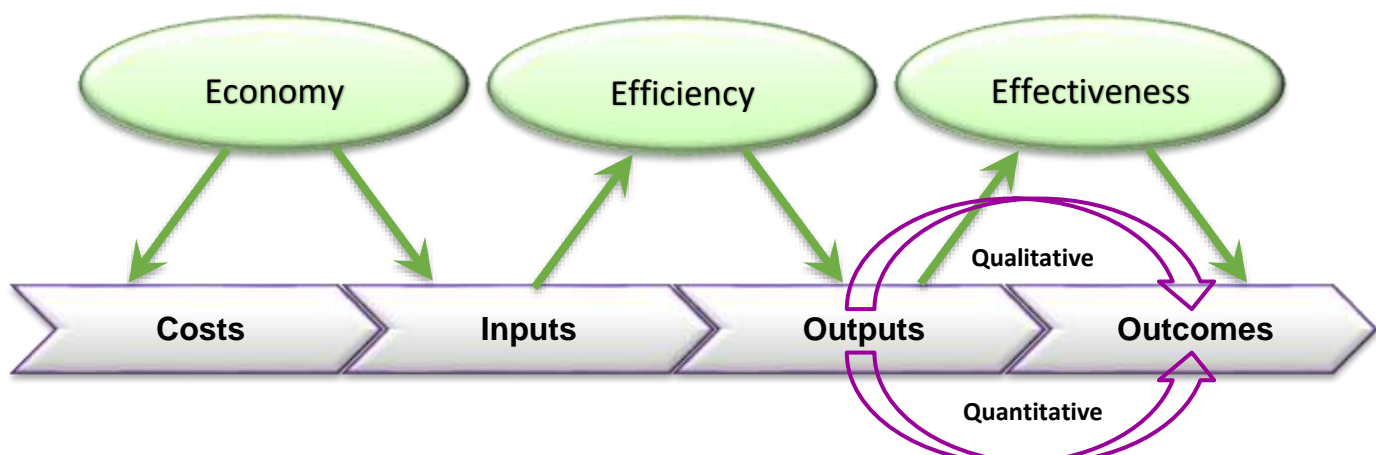 Economy
Efficiency
Effectiveness
Qualitative
Costs
Inputs
Outputs
Outcomes
Quantitative